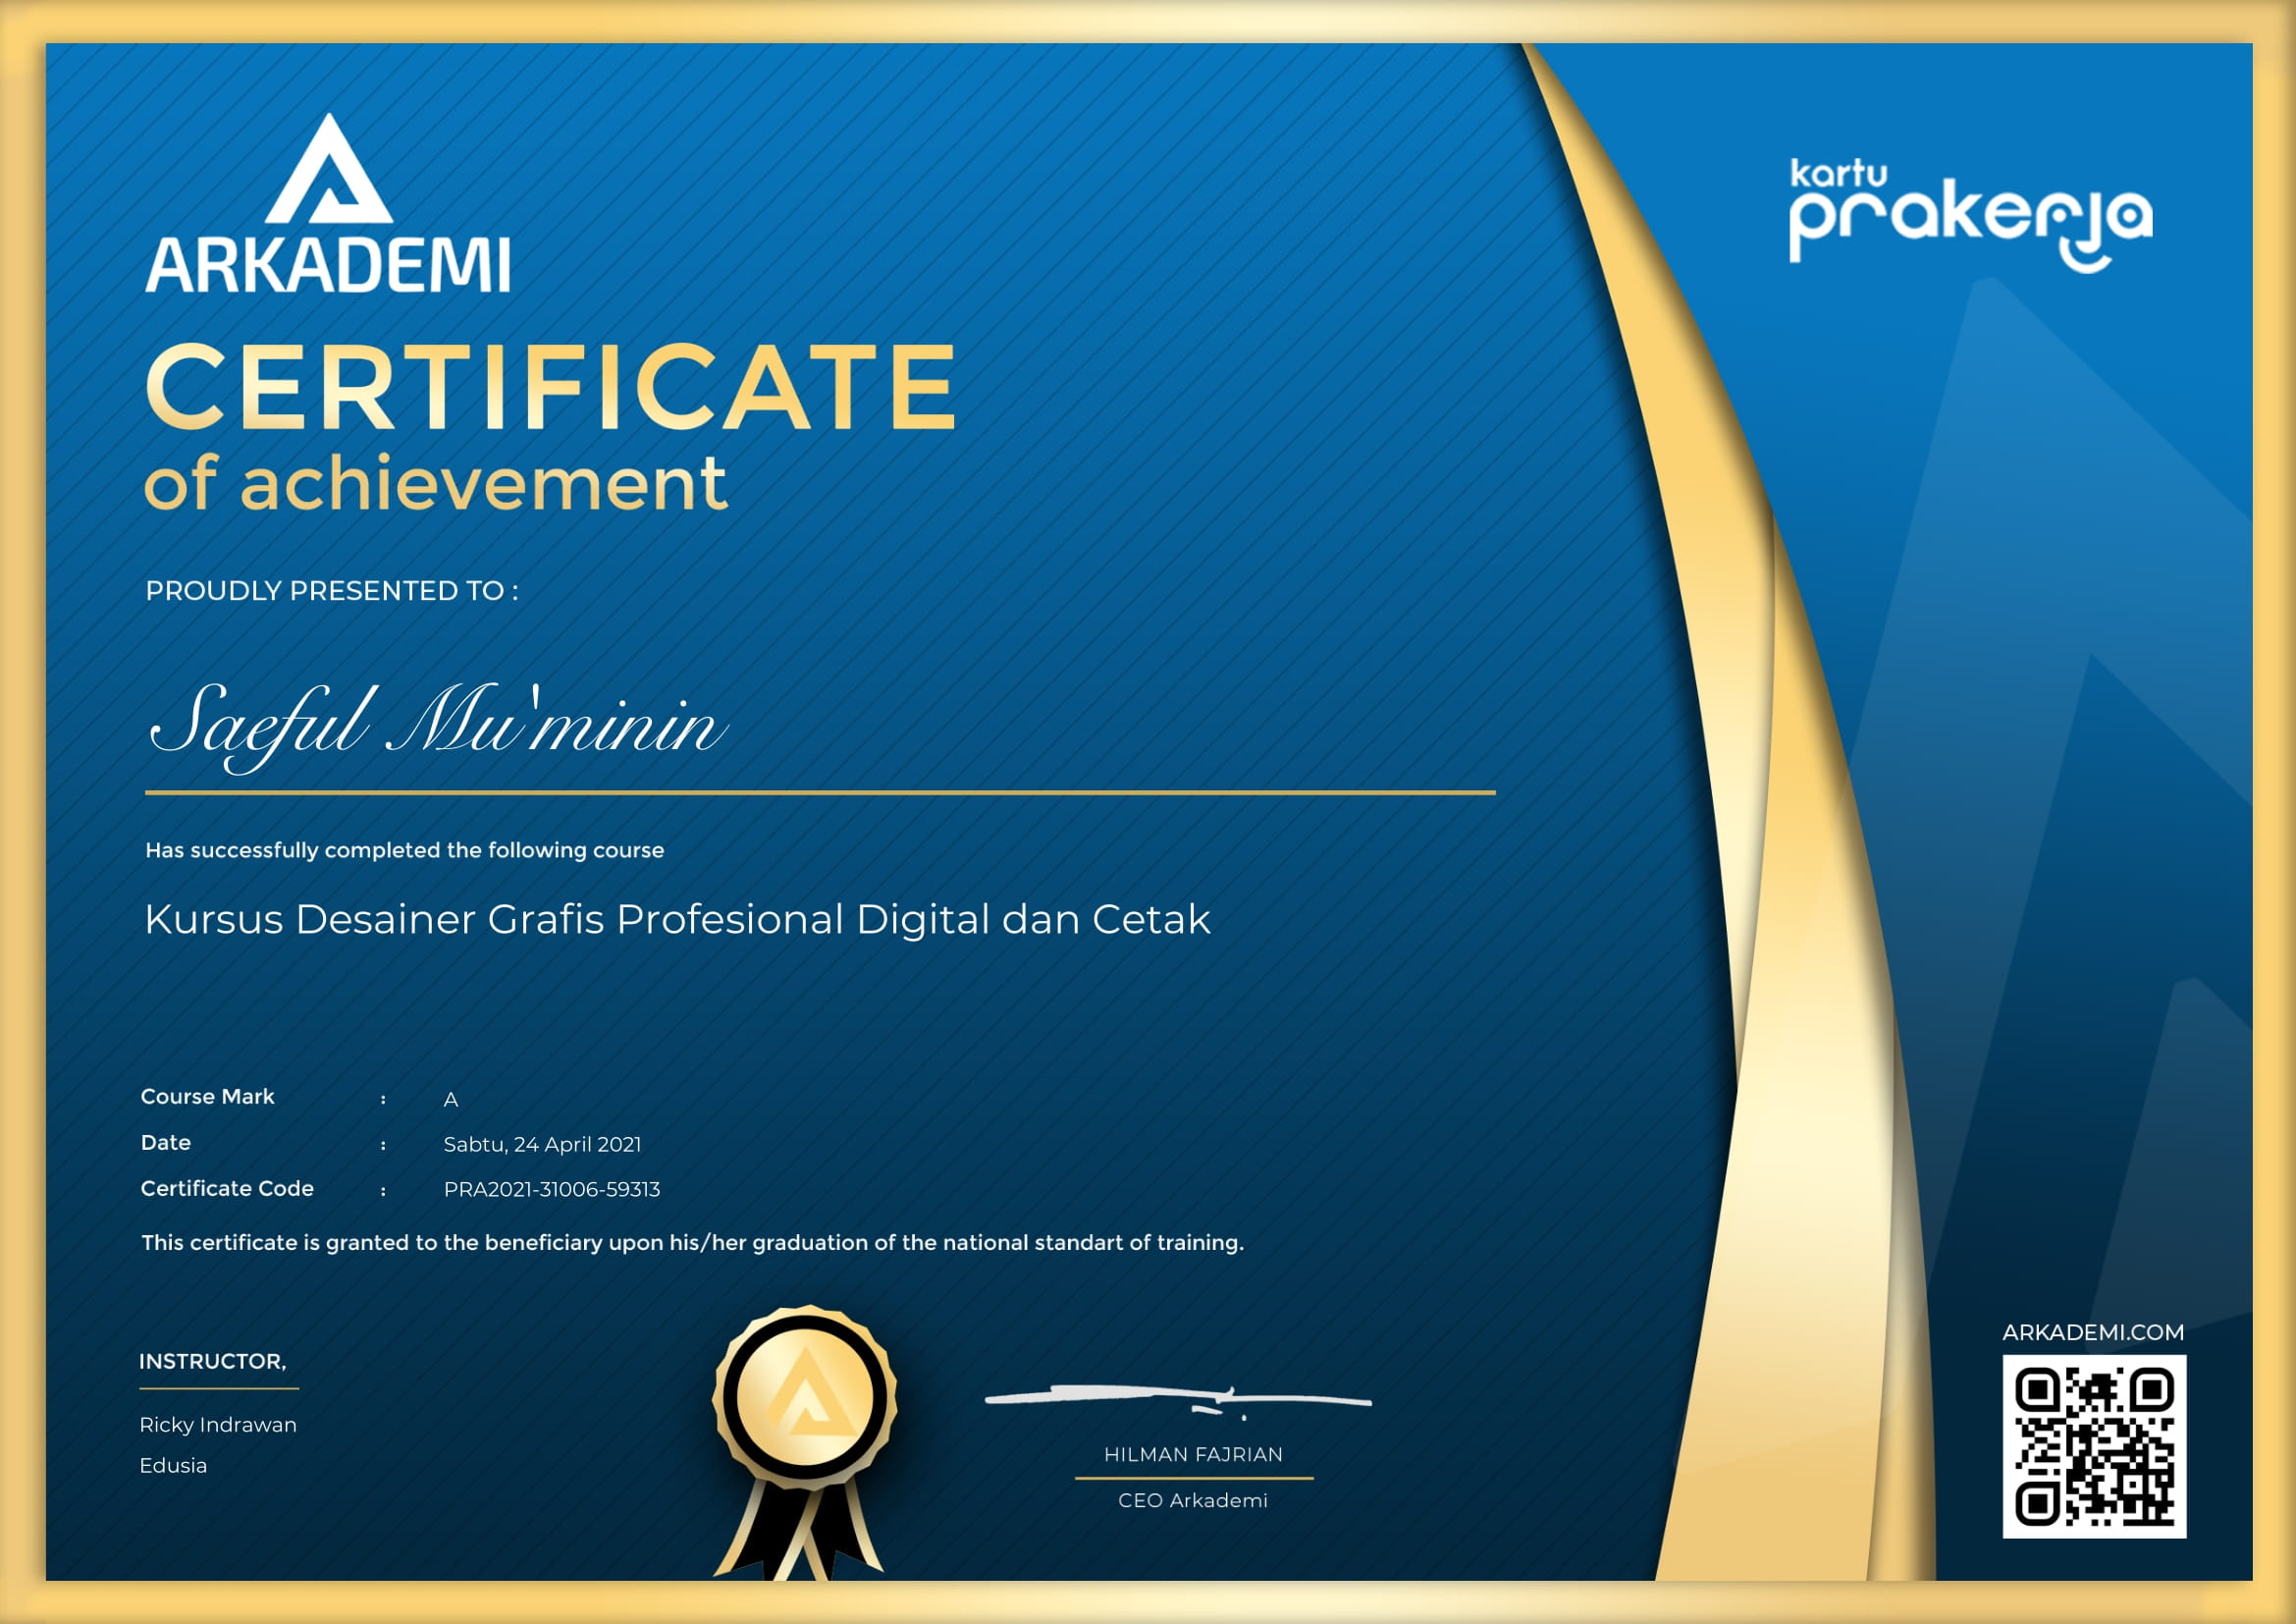 ARKADEMI
kartu
prakerja
CERTIFICATE
of achievement
PROUDLY PRESENTED TO :
Saeful Mu'minin
Has successfully completed the following course
Kursus Desainer Grafis Profesional Digital dan Cetak
Course Mark : A
Date : Sabtu, 24 April 2021
Certificate Code : PRA2021-31006-59313
This certificate is granted to the beneficiary upon his/her graduation of the national standart of training.
INSTRUCTOR,
Ricky Indrawan
Edusia
HILMAN FAJRIAN
CEO Arkademi
ARKADEMI.COM